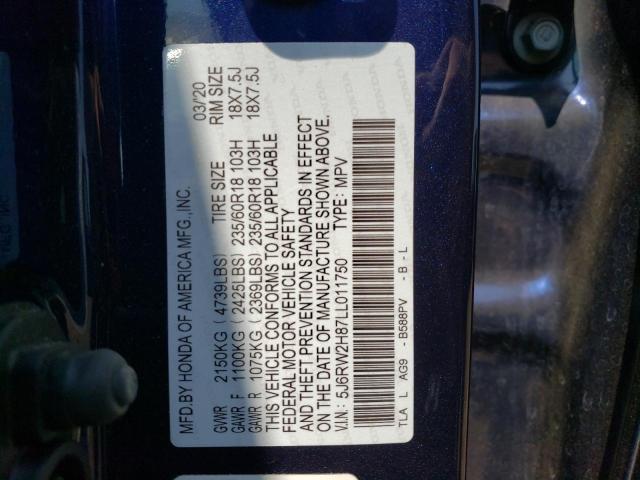 MFD.BY HONDA OF AMERICA MFG.,INC. 03/20
TIRE SIZE RIM SIZE
GVWR 2150KG ( 4739LBS)
GAWR F 1100KG ( 2425LBS) 235/60R18 103H 18X7.5J
GAWR R 1075KG ( 2369LBS) 235/60R18 103H 18X7.5J
THIS VEHICLE CONFORMS TO ALL APPLICABLE
FEDERAL MOTOR VEHICLE SAFETY
AND THEFT PREVENTION STANDARDS IN EFFECT
ON THE DATE OF MANUFACTURE SHOWN ABOVE.
V.I.N: 5J6RW2H87LL011750 TYPE: MPV
TLA L AG9 - B588PV - B - L